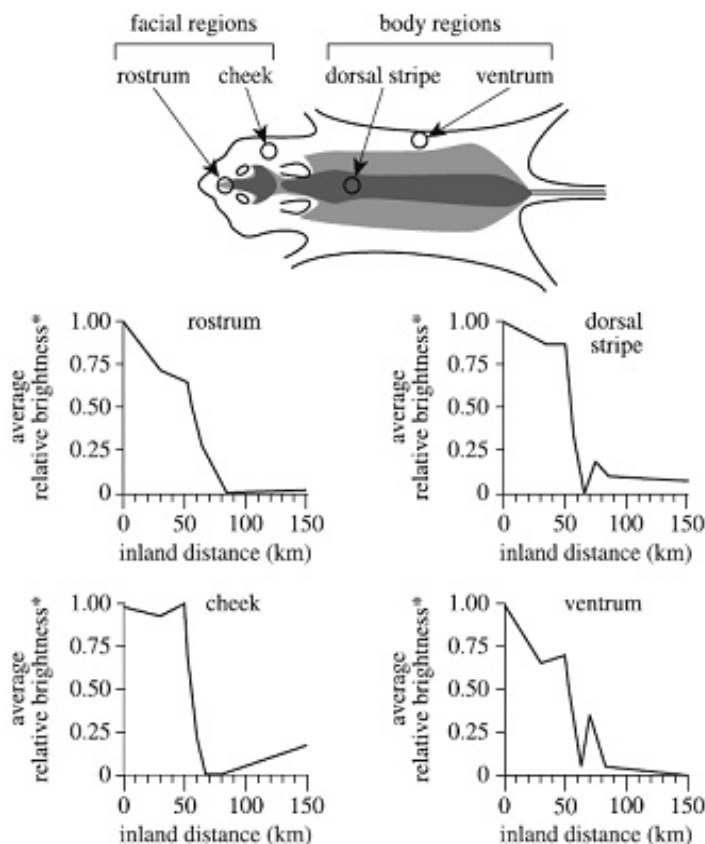 facial regions
body regions
rostrum
cheek
dorsal stripe
ventrum
rostrum
1.00
0.75
0.50
0.25
0
average
relative brightness*
0 50 100 150
inland distance (km)
dorsal
stripe
1.00
0.75
0.50
0.25
0
average
relative brightness*
0 50 100 150
inland distance (km)
cheek
1.00
0.75
0.50
0.25
0
average
relative brightness*
0 50 100 150
inland distance (km)
ventrum
1.00
0.75
0.50
0.25
0
average
relative brightness*
0 50 100 150
inland distance (km)